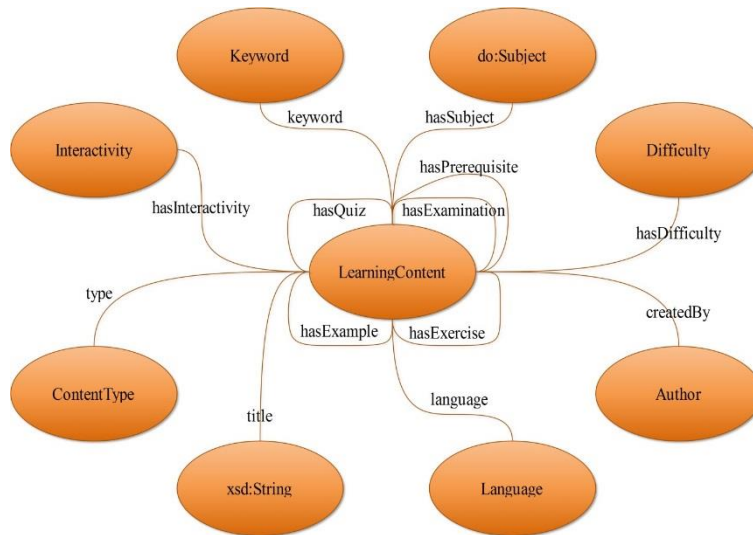 Keyword
do:Subject
keyword
hasSubject
Interactivity
Difficulty
hasPrerequisite
hasInteractivity
hasQuiz
hasExamination
hasDifficulty
LearningContent
type
createdBy
hasExample
hasExercise
ContentType
language
Author
title
xsd:String
Language